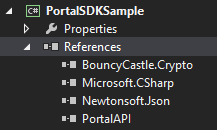 C# PortalSDKSample
Properties
References
BouncyCastle.Crypto
Microsoft.CSharp
Newtonsoft.Json
PortalAPI